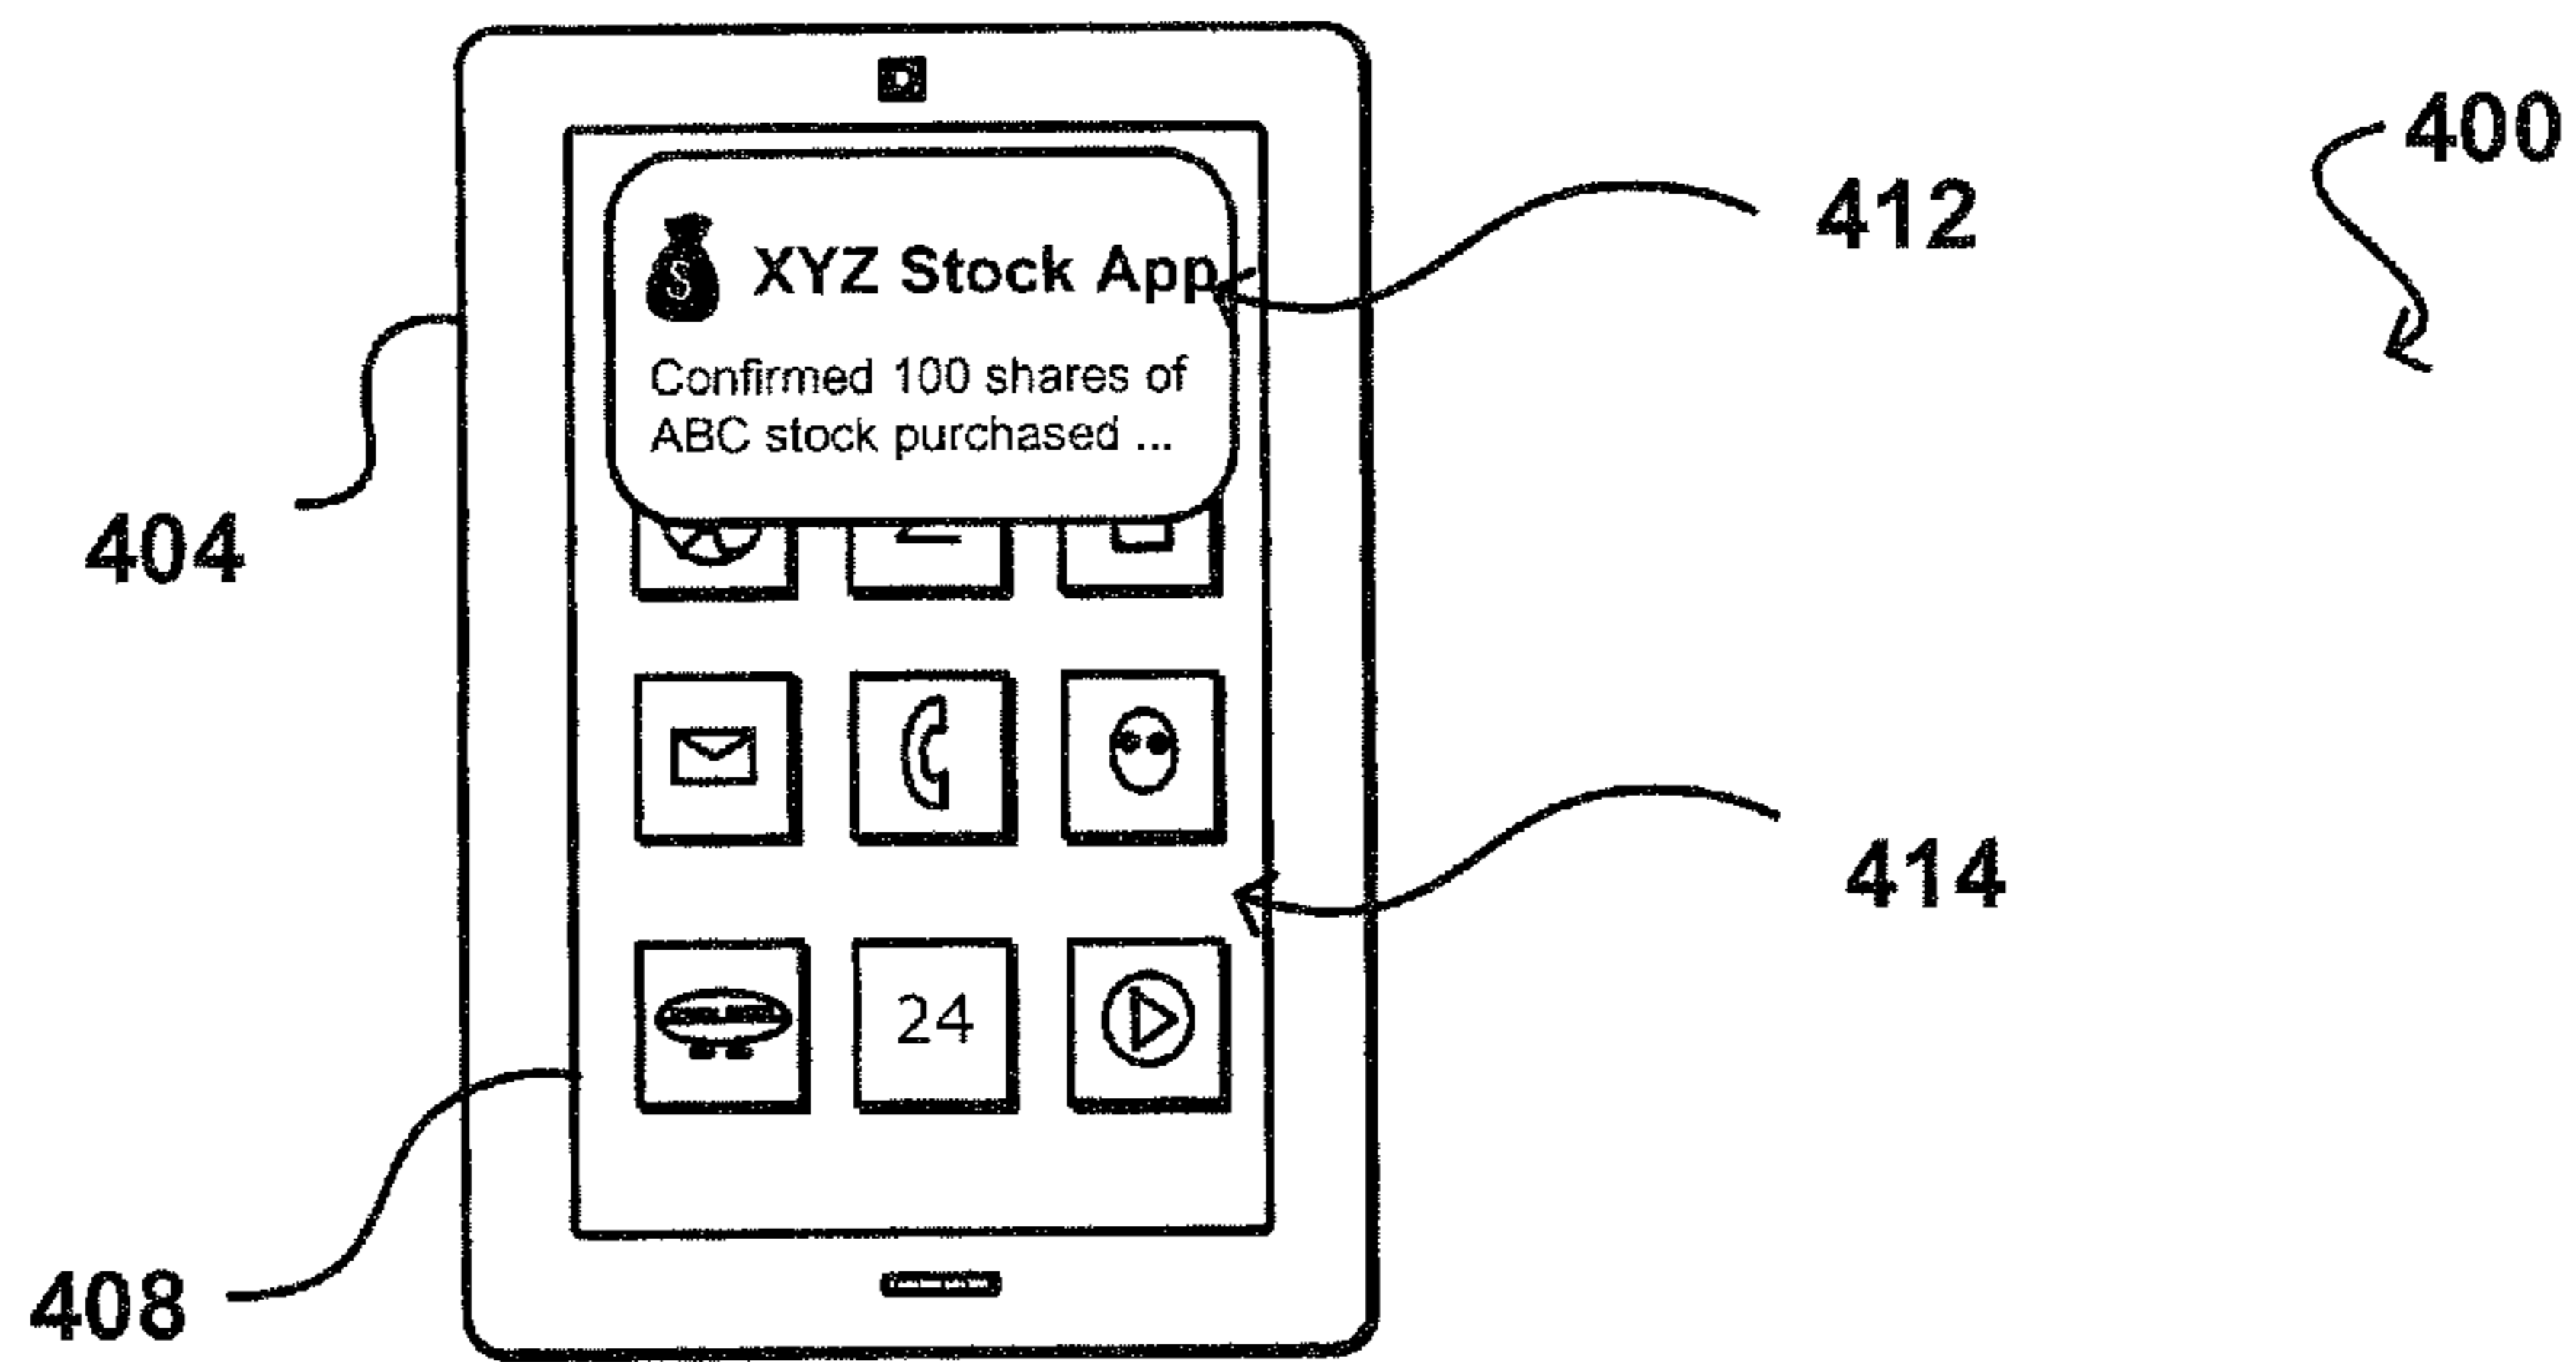 400
412
XYZ Stock App
Confirmed 100 shares of
ABC stock purchased ...
404
414
24
408